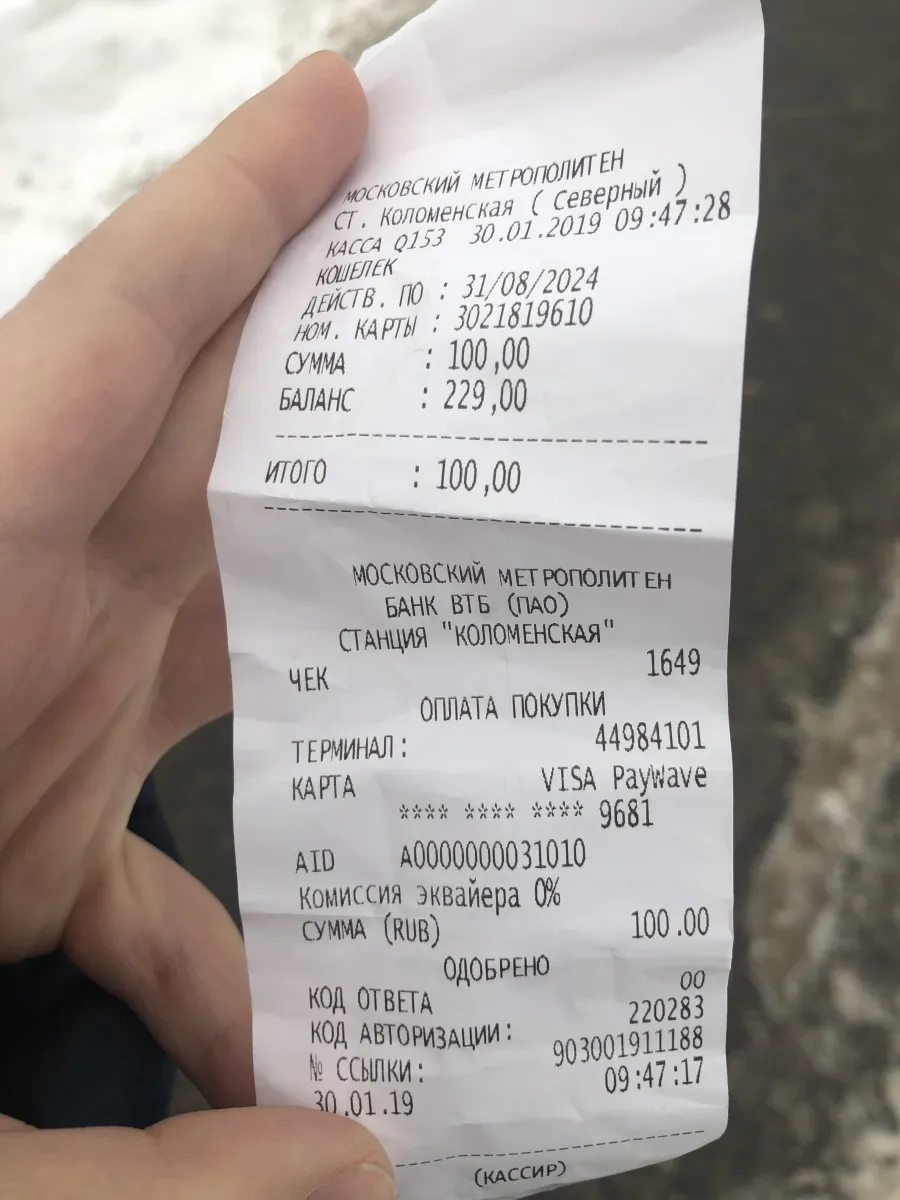 МОСКОВСКИЙ МЕТРОПОЛИТЕН
СТ. Коломенская ( Северный )
КАССА Q153 30.01.2019 09:47:28
КОШЕЛЕК
ДЕЙСТВ. ПО : 31/08/2024
НОМ. КАРТЫ : 3021819610
СУММА : 100,00
БАЛАНС : 229,00
ИТОГО : 100,00
МОСКОВСКИЙ МЕТРОПОЛИТЕН
БАНК ВТБ (ПАО)
СТАНЦИЯ "КОЛОМЕНСКАЯ"
ЧЕК 1649
ОПЛАТА ПОКУПКИ
ТЕРМИНАЛ: 44984101
КАРТА VISA PayWave
**** **** **** 9681
AID A0000000031010
Комиссия эквайера 0%
СУММА (RUB) 100.00
ОДОБРЕНО
КОД ОТВЕТА 00
КОД АВТОРИЗАЦИИ: 220283
№ ССЫЛКИ: 903001911188
30.01.19 09:47:17
(КАССИР)